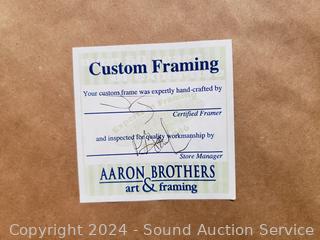 Custom Framing
Your custom frame was expertly hand-crafted by
Certified Framer
and inspected for quality workmanship by
Store Manager
AARON BROTHERS
art & framing
Copyright 2024 - Sound Auction Service